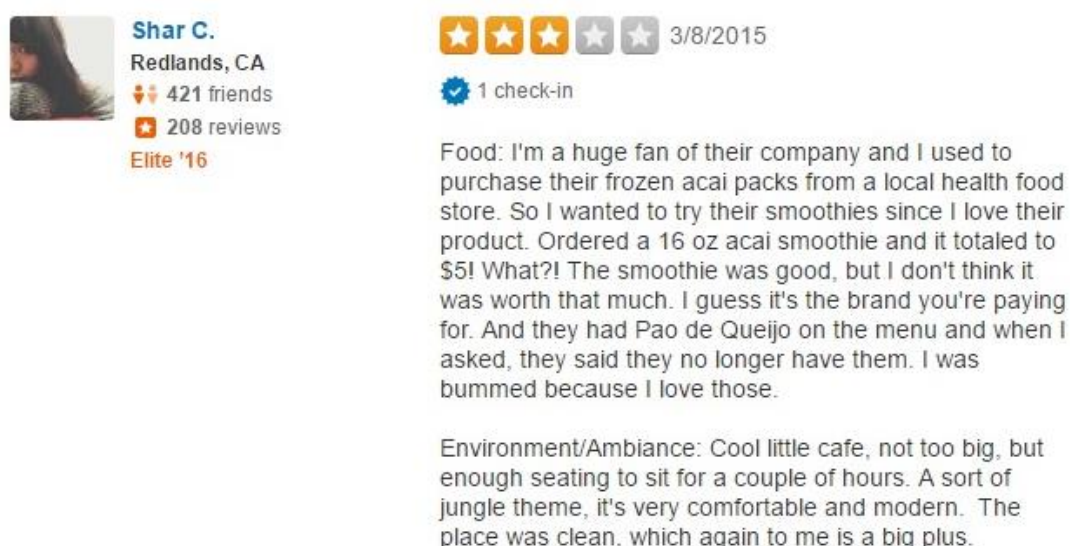 Shar C.
Redlands, CA
421 friends
208 reviews
Elite '16
3/8/2015
1 check-in
Food: I'm a huge fan of their company and I used to
purchase their frozen acai packs from a local health food
store. So I wanted to try their smoothies since I love their
product. Ordered a 16 oz acai smoothie and it totaled to
$5! What?! The smoothie was good, but I don't think it
was worth that much. I guess it's the brand you're paying
for. And they had Pao de Queijo on the menu and when I
asked, they said they no longer have them. I was
bummed because I love those.
Environment/Ambiance: Cool little cafe, not too big, but
enough seating to sit for a couple of hours. A sort of
jungle theme, it's very comfortable and modern.  The
place was clean, which again to me is a big plus.